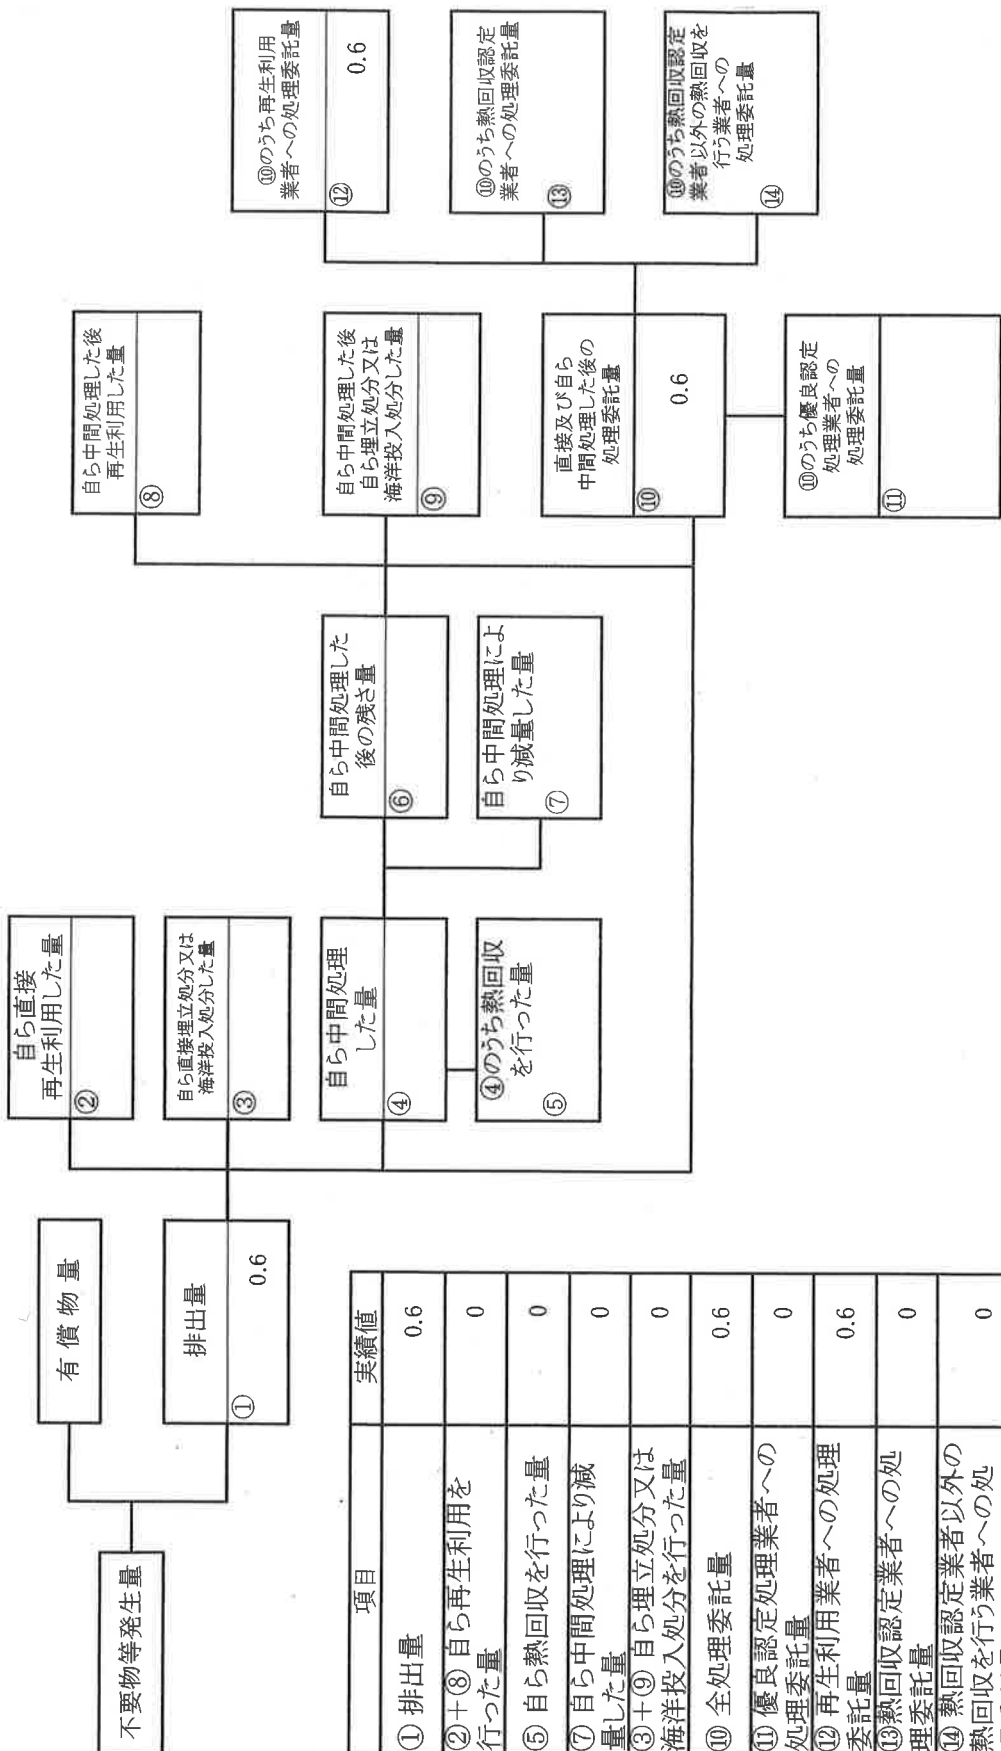 不要物等発生量
有償物量
排出量
①
0.6
自ら直接
再生利用した量
②
自ら直接埋立処分又は
海洋投入処分した量
③
自ら中間処理
した量
④
④のうち熱回収
を行った量
⑤
自ら中間処理した
後の残さ量
⑥
自ら中間処理によ
り減量した量
⑦
自ら中間処理した後
再生利用した量
⑧
自ら中間処理した後
自ら埋立処分又は
海洋投入処分した量
⑨
直接及び自ら
中間処理した後の
処理委託量
⑩
0.6
⑩のうち優良認定
処理業者への
処理委託量
⑪
⑩のうち再生利用
業者への処理委託量
⑫
0.6
⑩のうち熱回収認定
業者への処理委託量
⑬
⑩のうち熱回収認定
業者以外の熱回収を
行う業者への
処理委託量
⑭
項目 実績値
① 排出量 0.6
②+⑧ 自ら再生利用を
行った量 0
⑤ 自ら熱回収を行った量 0
⑦ 自ら中間処理により減
量した量 0
③+⑨ 自ら埋立処分又は
海洋投入処分を行った量 0
⑩ 全処理委託量 0.6
⑪ 優良認定処理業者への
処理委託量 0
⑫ 再生利用業者への処理
委託量 0.6
⑬熱回収認定業者への処
理委託量 0
⑭ 熱回収認定業者以外の
熱回収を行う業者への処 0